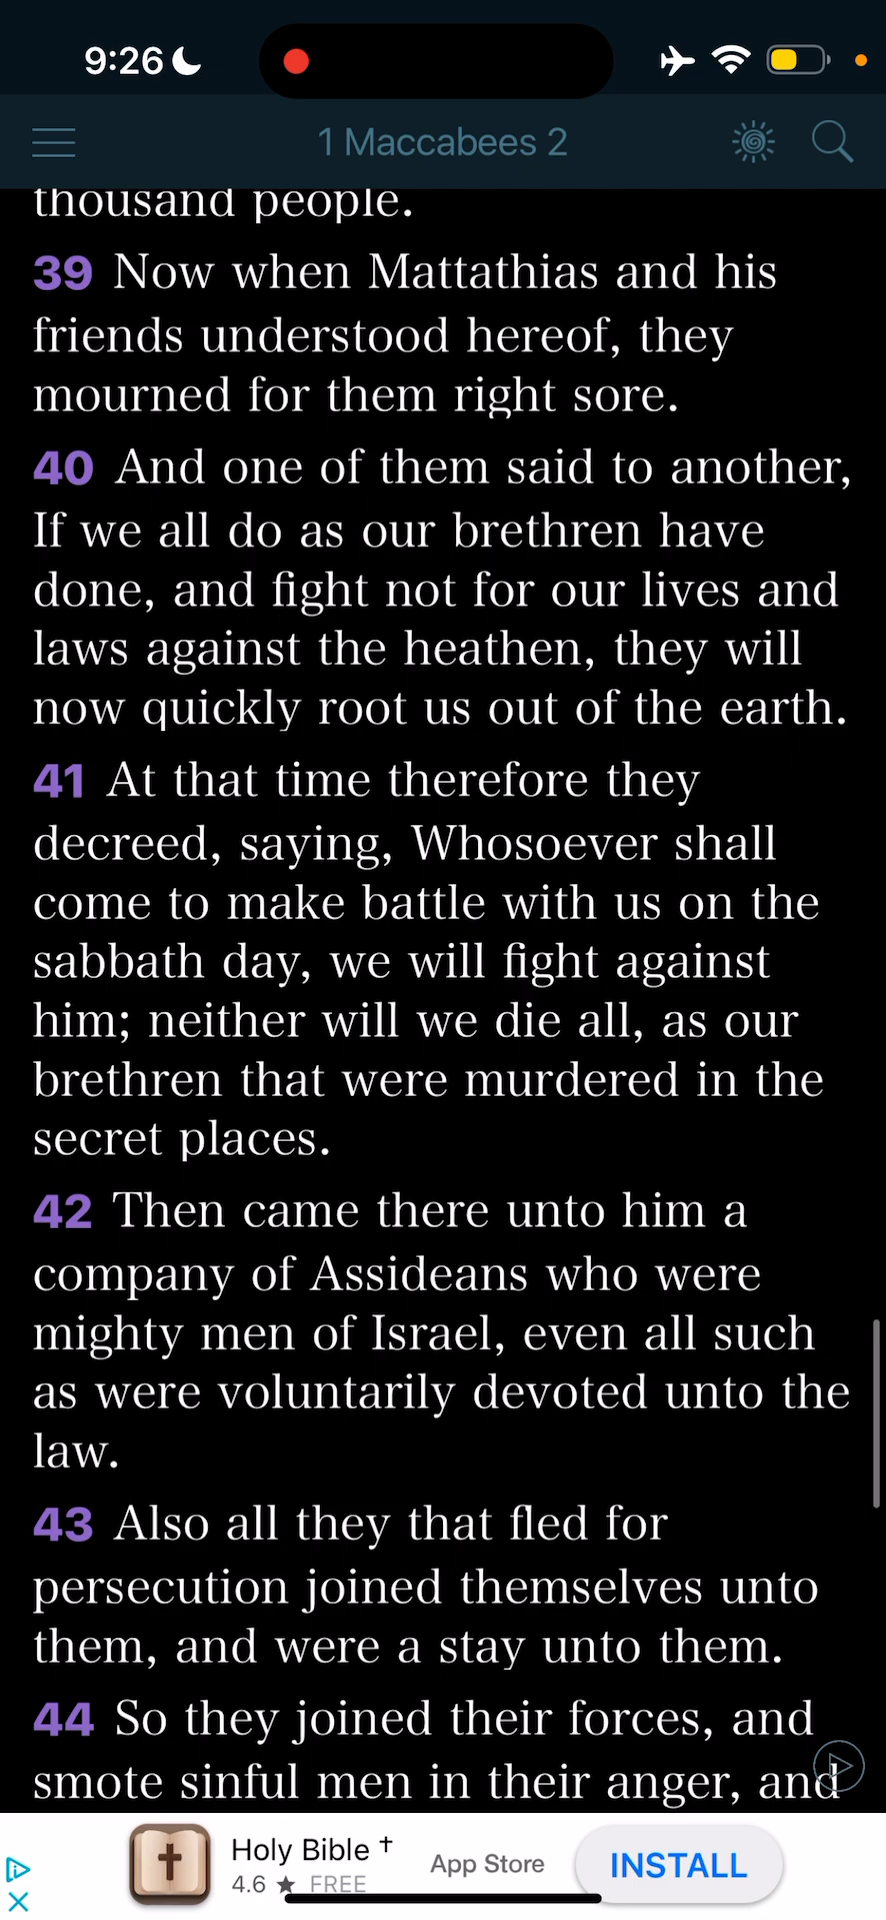 9:26
1 Maccabees 2
thousand people.
39 Now when Mattathias and his
friends understood hereof, they
mourned for them right sore.
40 And one of them said to another,
If we all do as our brethren have
done, and fight not for our lives and
laws against the heathen, they will
now quickly root us out of the earth.
41 At that time therefore they
decreed, saying, Whosoever shall
come to make battle with us on the
sabbath day, we will fight against
him; neither will we die all, as our
brethren that were murdered in the
secret places.
42 Then came there unto him a
company of Assideans who were
mighty men of Israel, even all such
as were voluntarily devoted unto the
law.
43 Also all they that fled for
persecution joined themselves unto
them, and were a stay unto them.
44 So they joined their forces, and
smote sinful men in their anger, and
Holy Bible ✝
4.6 ★ FREE
App Store
INSTALL